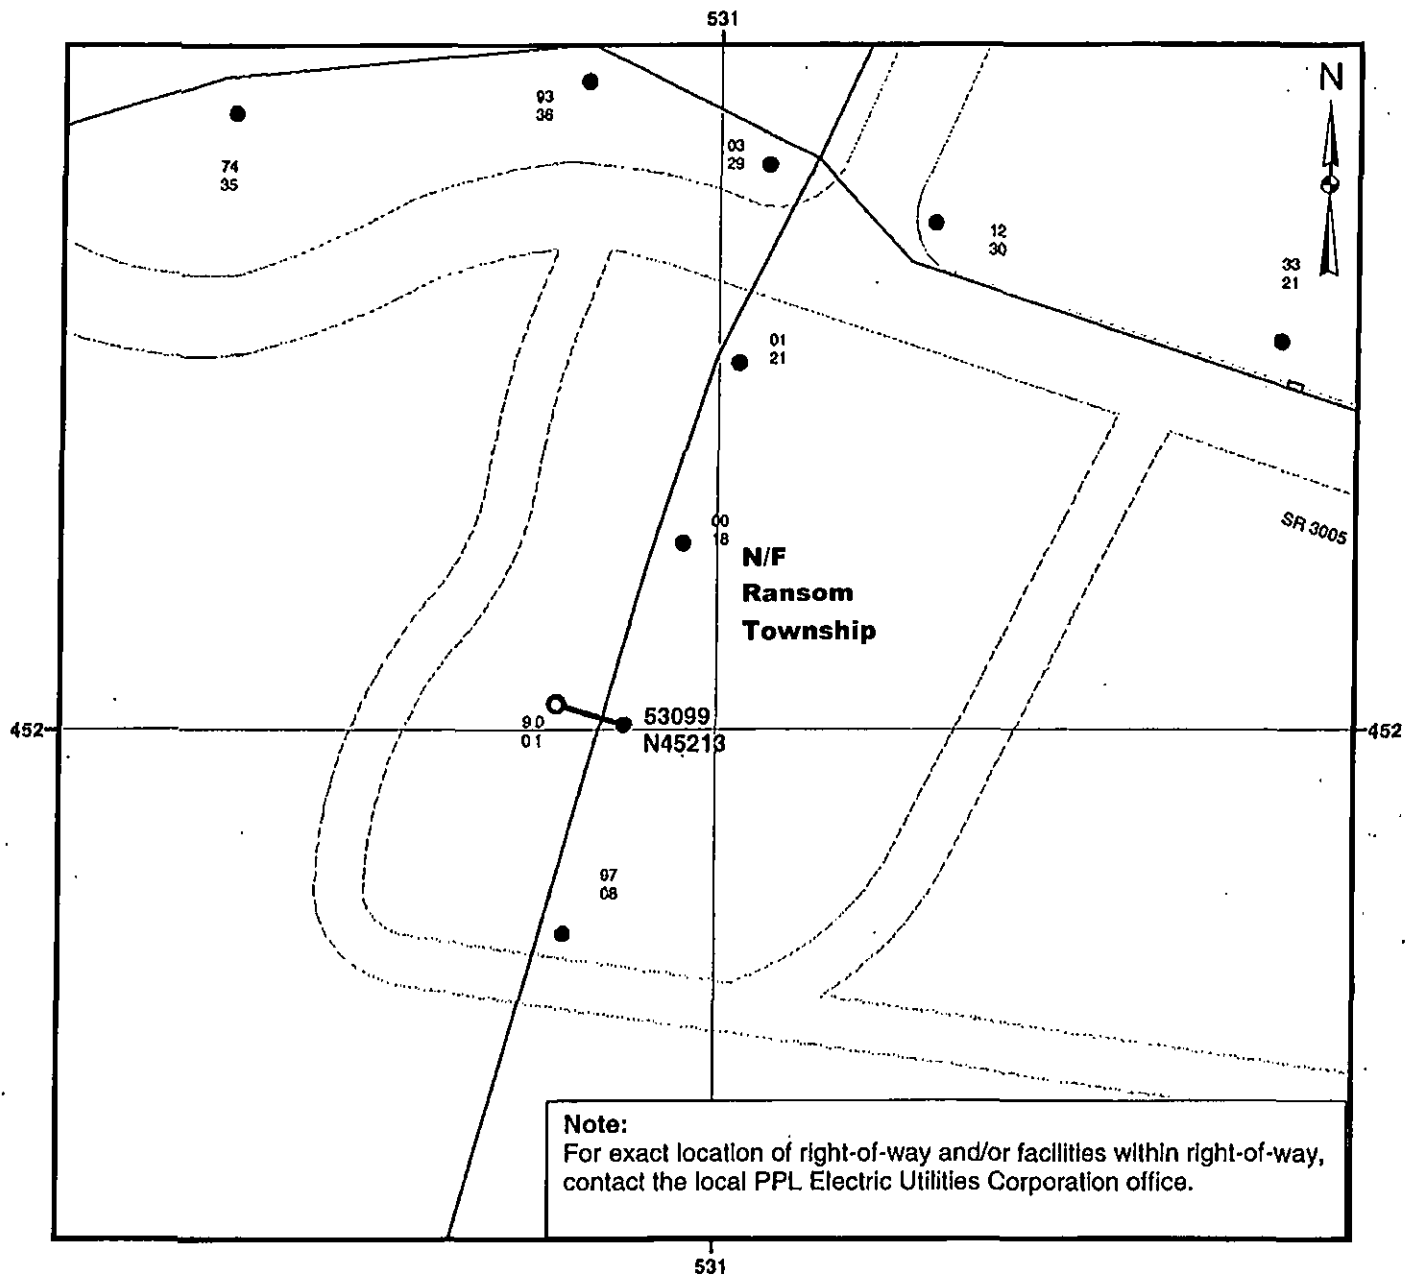 531
N
93
36
74
35
03
29
12
30
33
21
01
21
SR 3005
00
18
N/F
Ransom
Township
53099
N45213
90
01
452
452
97
08
Note:
For exact location of right-of-way and/or facilities within right-of-way,
contact the local PPL Electric Utilities Corporation office.
531